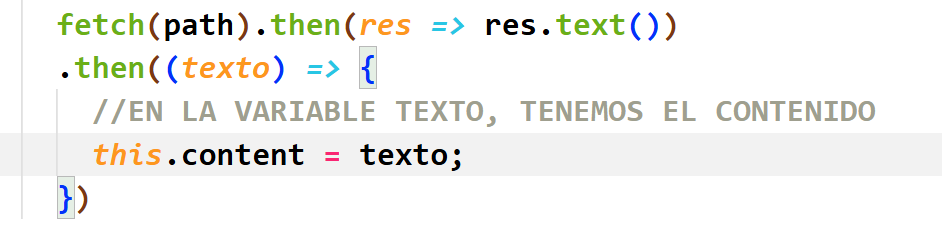 fetch(path).then(res => res.text())
.then((texto) => {
//EN LA VARIABLE TEXTO, TENEMOS EL CONTENIDO
this.content = texto;
})